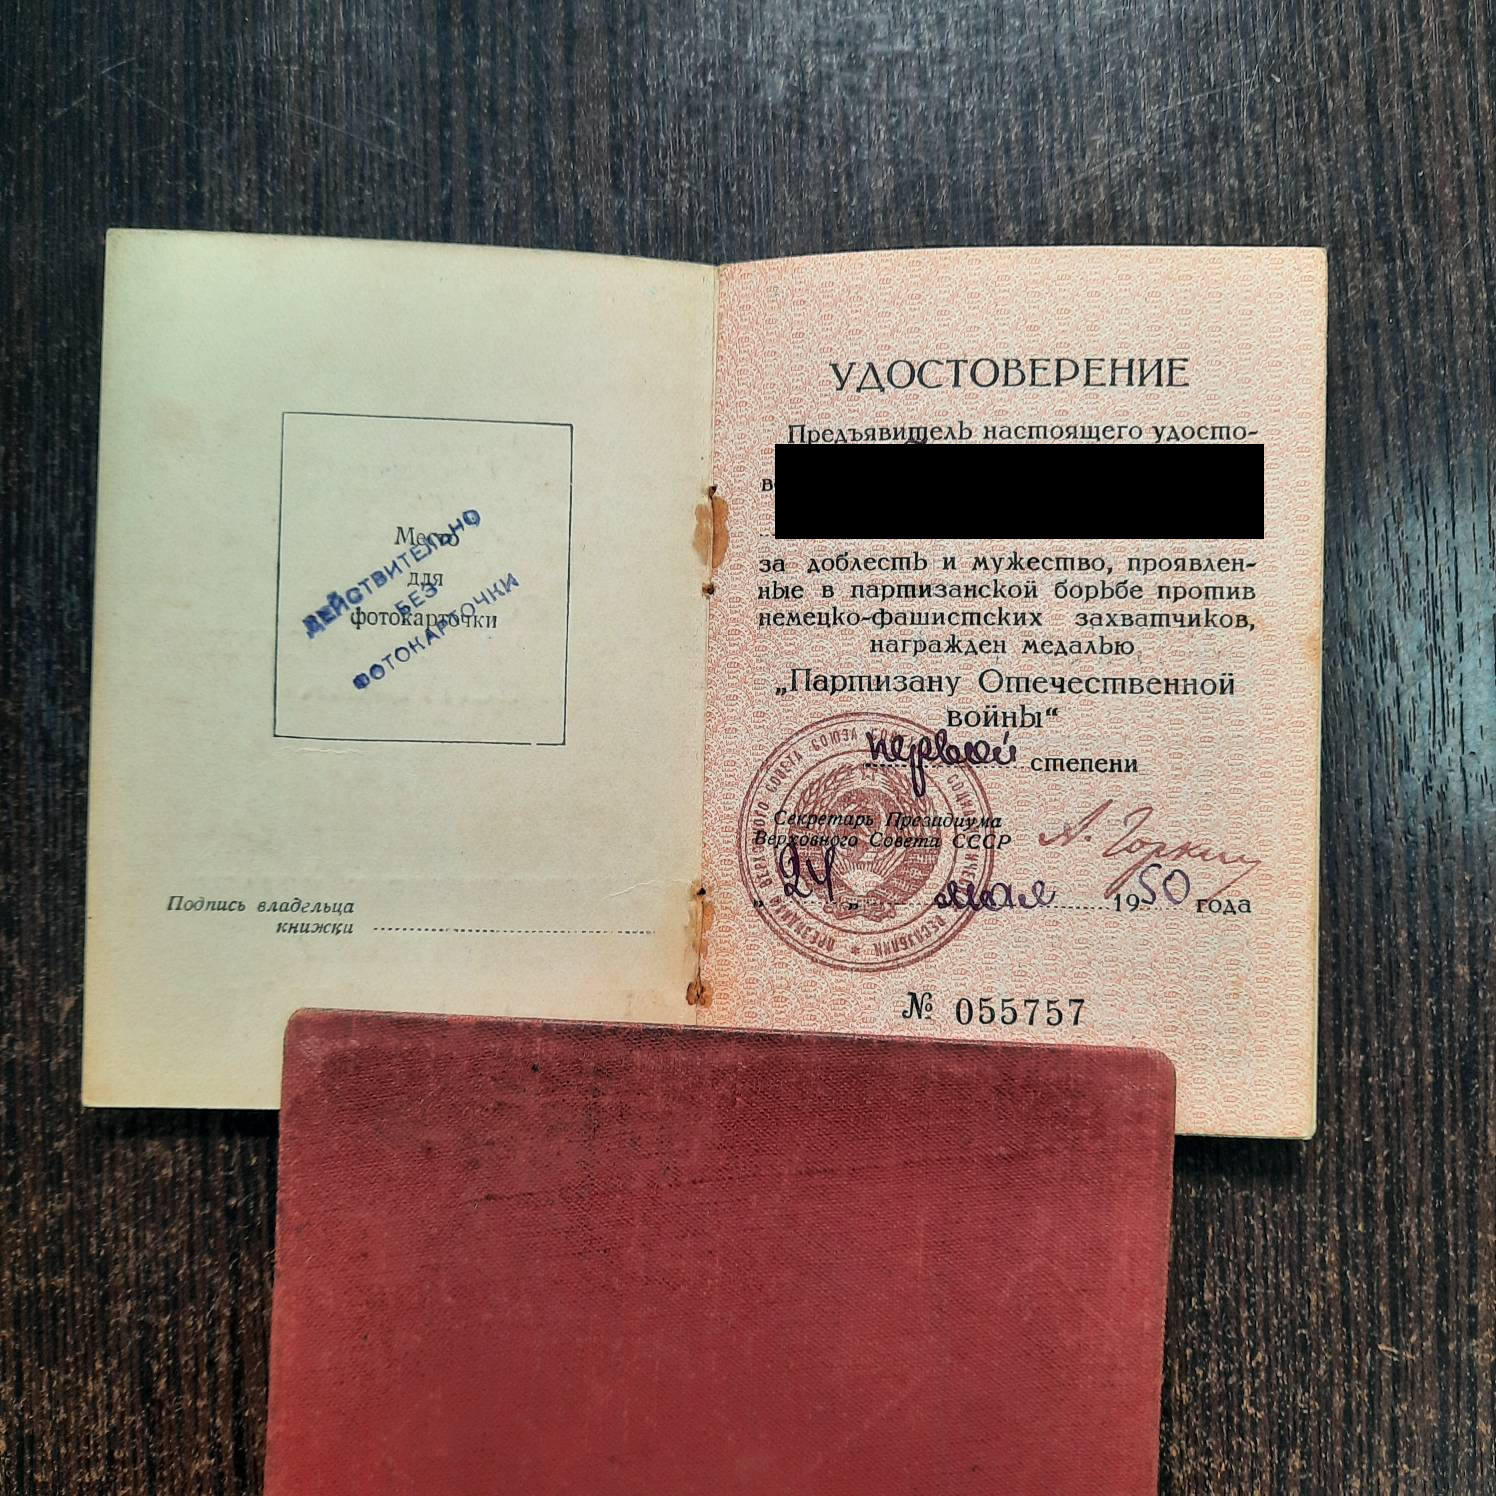 Место
для
фотокарточки
ДЕЙСТВИТЕЛЬНО
БЕЗ
ФОТОКАРТОЧКИ
Подпись владельца
книжки
УДОСТОВЕРЕНИЕ
Предъявитель настоящего удосто-
за доблесть и мужество, проявлен-
ные в партизанской борьбе против
немецко-фашистских захватчиков,
награжден медалью
„Партизану Отечественной
войны“
первой степени
Секретарь Президиума
Верховного Совета СССР
А. Горкин
„24„ мая 1950 года
№ 055757